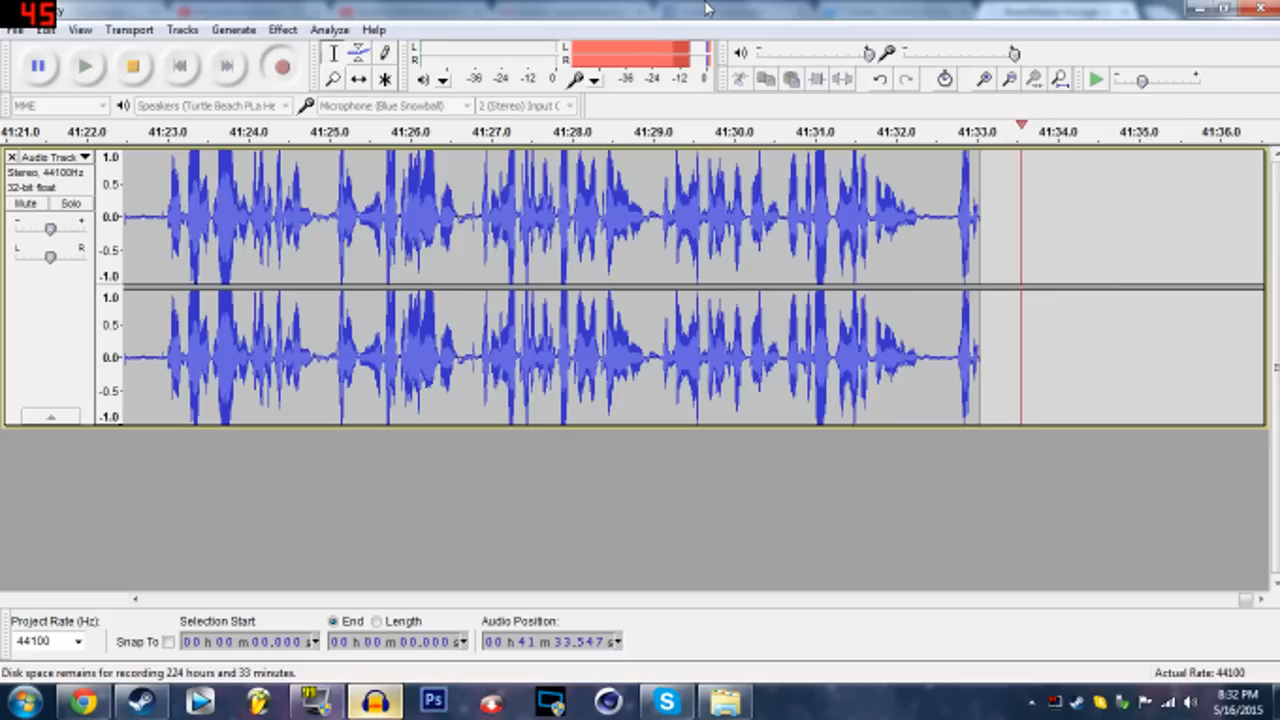 45
File Edit View Transport Tracks Generate Effect Analyze Help
L
R
-36 -24 -12 0
L
R
-36 -24 -12 0
MME
Speakers (Turtle Beach PLa He
Microphone (Blue Snowball)
2 (Stereo) Input C
41:21.0 41:22.0 41:23.0 41:24.0 41:25.0 41:26.0 41:27.0 41:28.0 41:29.0 41:30.0 41:31.0 41:32.0 41:33.0 41:34.0 41:35.0 41:36.0
Audio Track
Stereo, 44100Hz
32-bit float
Mute Solo
- +
L R
1.0
0.5
0.0
-0.5
-1.0
1.0
0.5
0.0
-0.5
-1.0
Project Rate (Hz):
44100
Snap To
Selection Start
00 h 00 m 00.000 s
End Length
00 h 00 m 00.000 s
Audio Position:
00 h 41 m 33.547 s
Disk space remains for recording 224 hours and 33 minutes.
Actual Rate: 44100
Ps
8:32 PM
5/16/2015